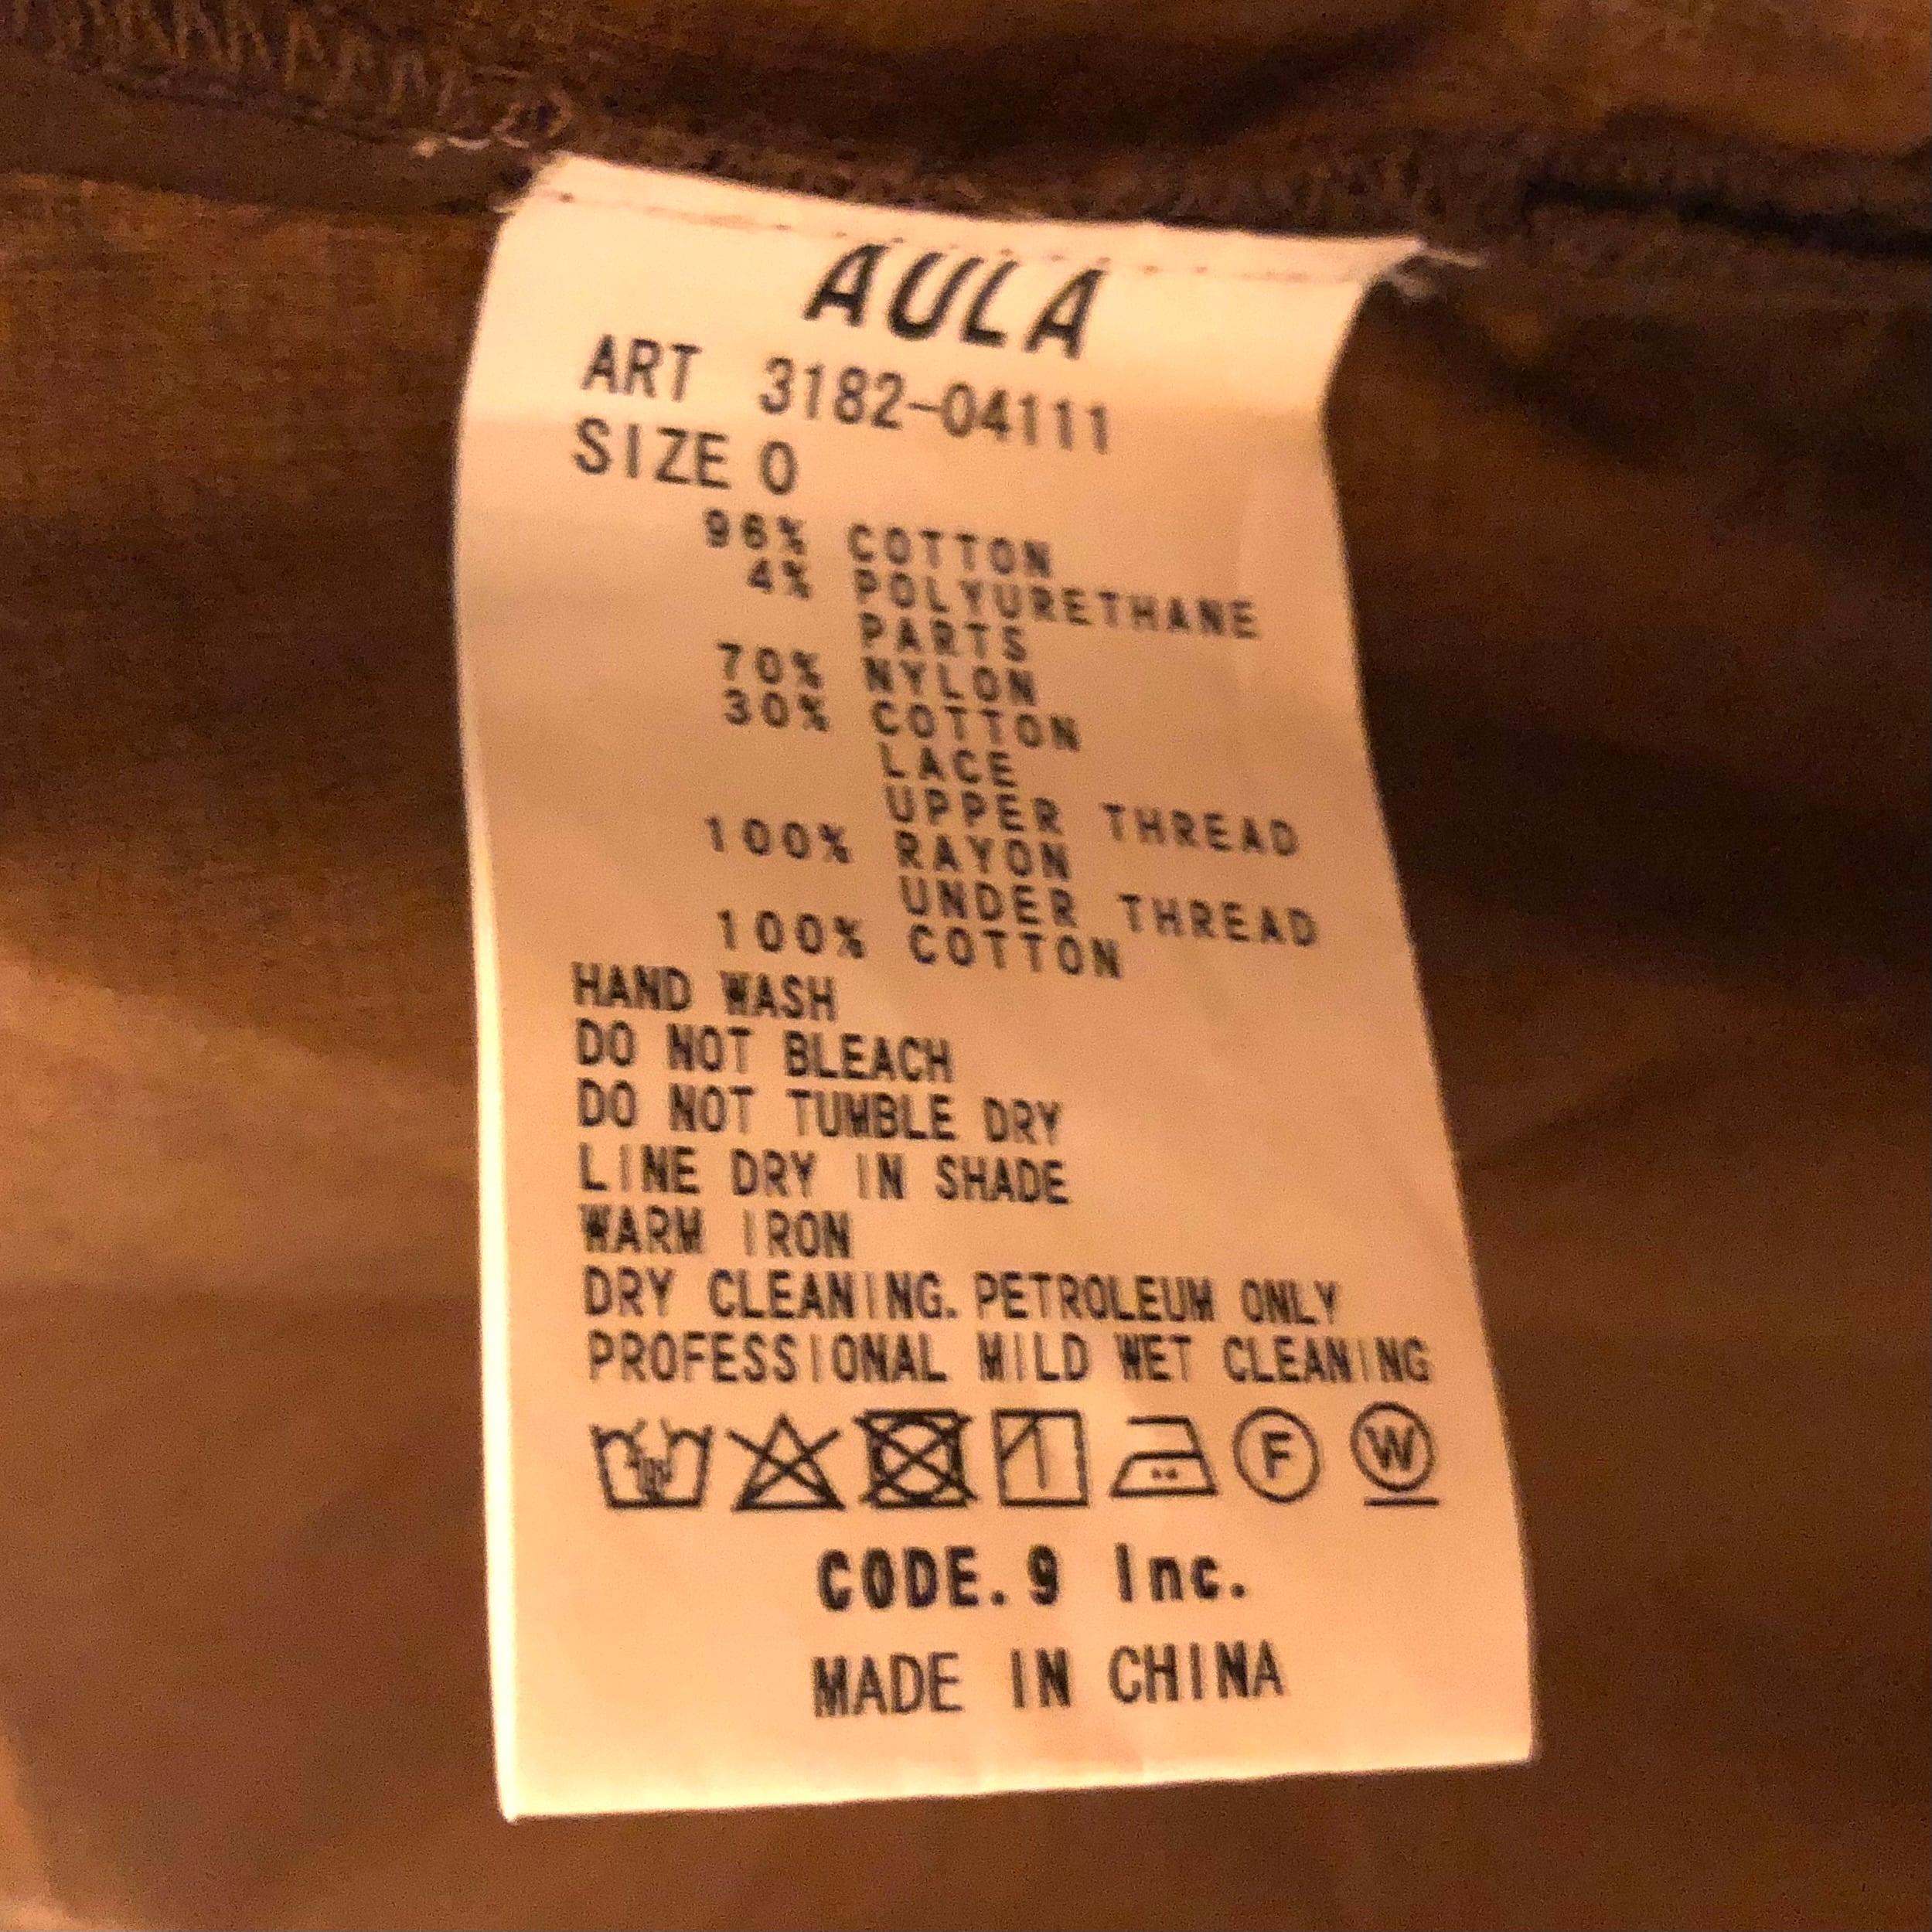 AULA
ART 3182-04111
SIZE 0
96% COTTON
4% POLYURETHANE
PARTS
70% NYLON
30% COTTON
LACE
UPPER THREAD
100% RAYON
UNDER THREAD
100% COTTON
HAND WASH
DO NOT BLEACH
DO NOT TUMBLE DRY
LINE DRY IN SHADE
WARM IRON
DRY CLEANING. PETROLEUM ONLY
PROFESSIONAL MILD WET CLEANING
F W
CODE.9 Inc.
MADE IN CHINA